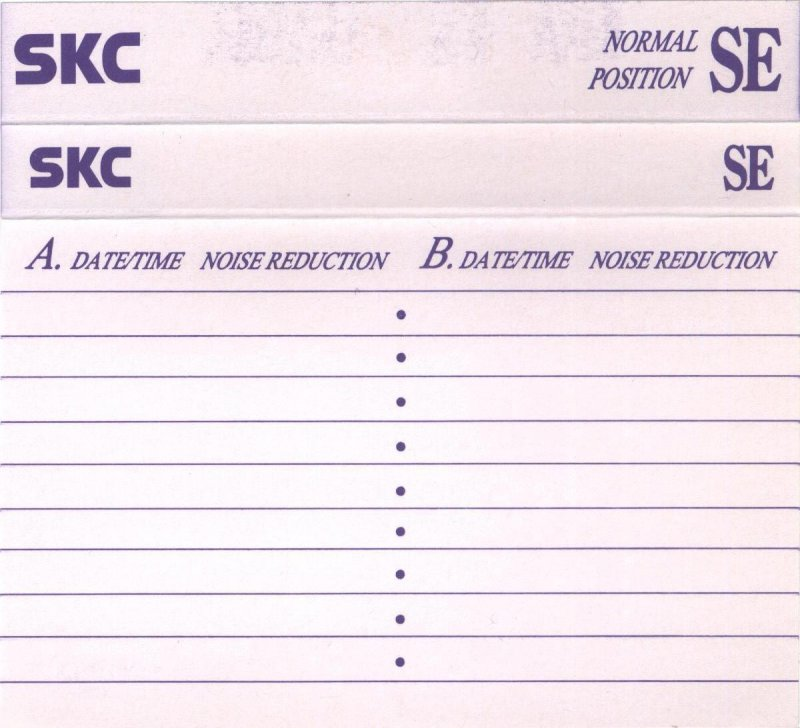 SKC NORMAL POSITION SE
SKC SE
A. DATE/TIME NOISE REDUCTION B. DATE/TIME NOISE REDUCTION